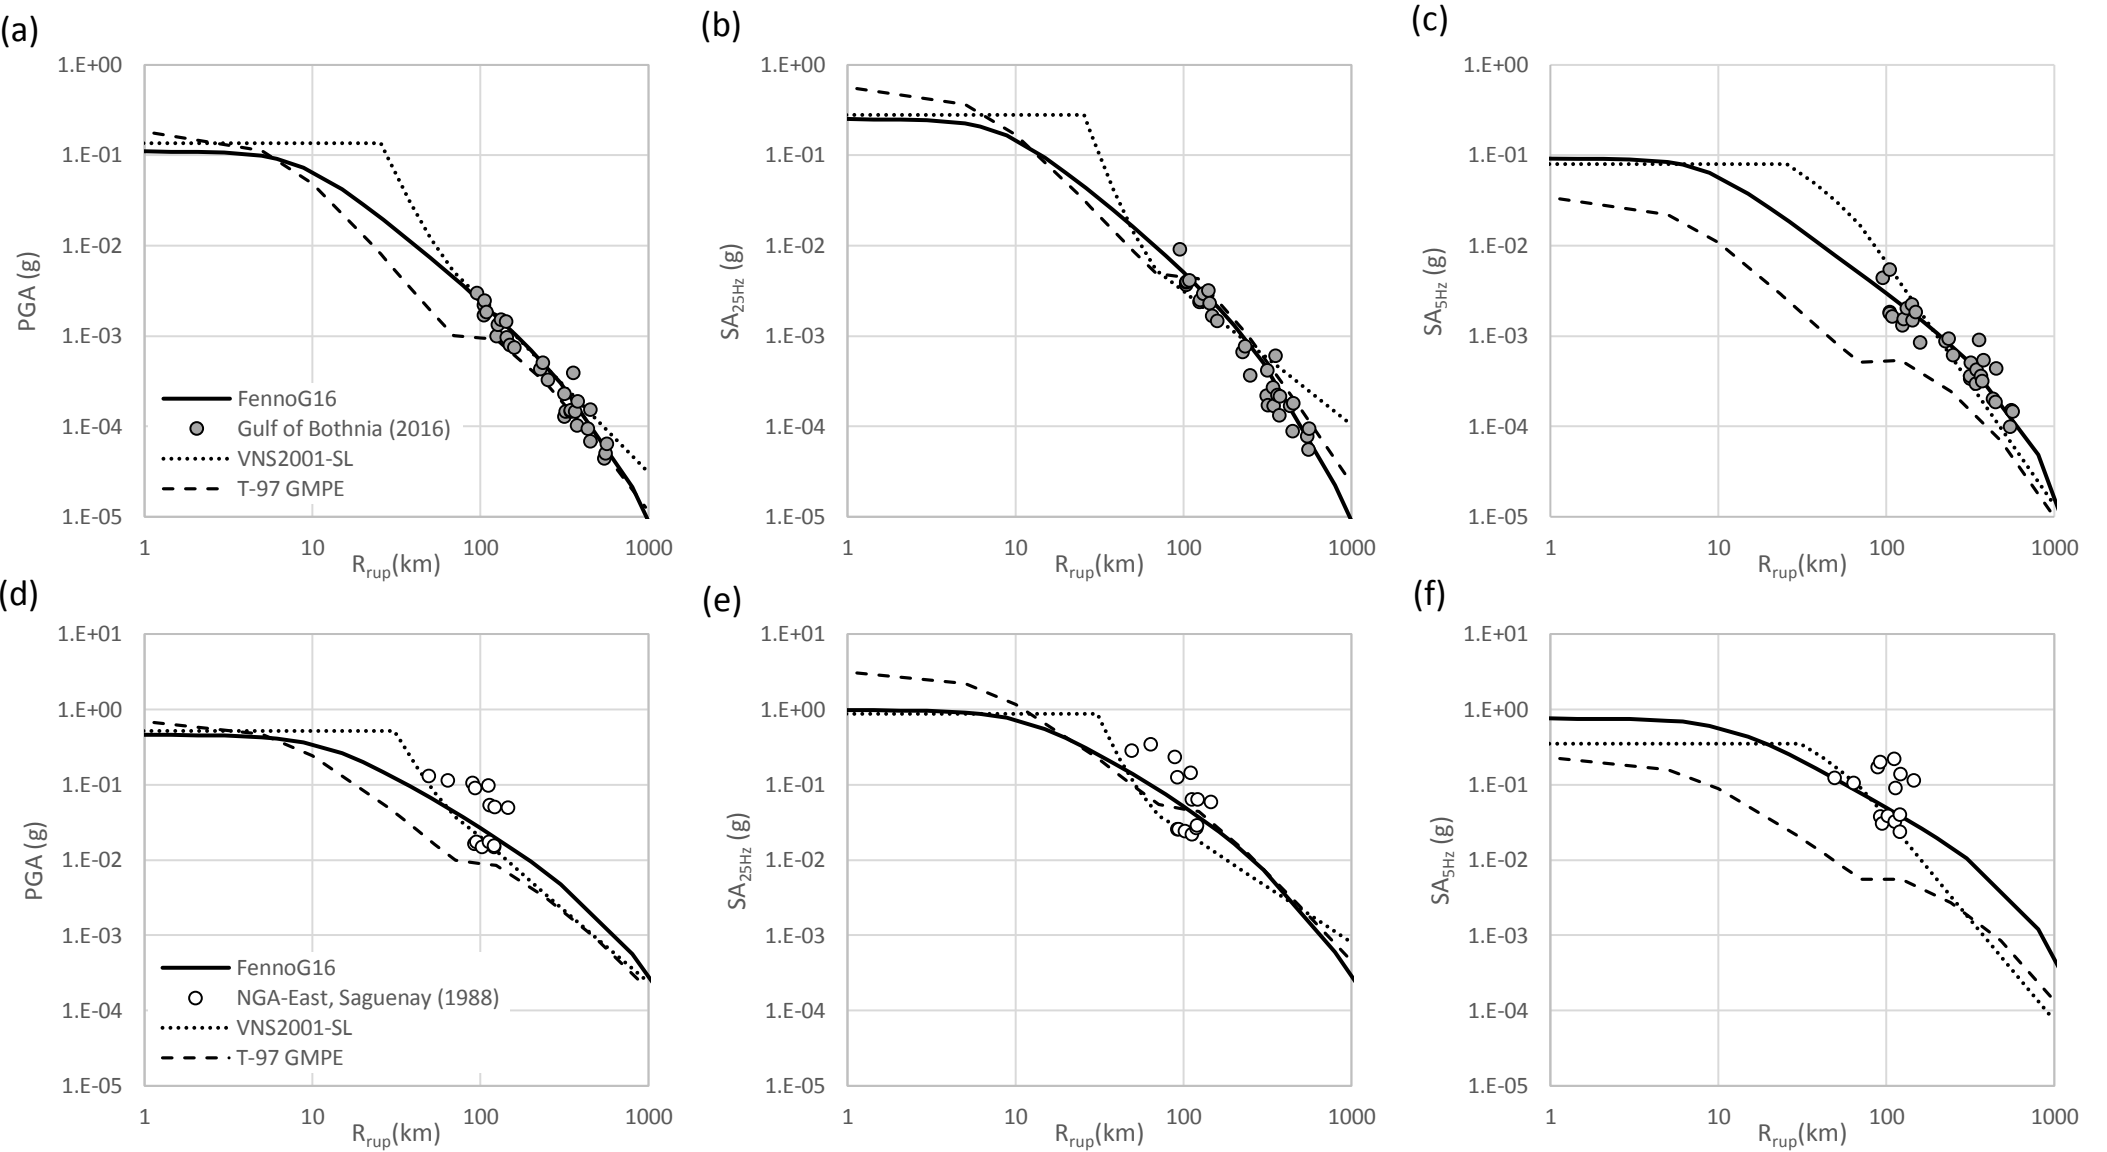 (a)
1.E+00
1.E-01
1.E-02
1.E-03
1.E-04
1.E-05
PGA (g)
FennoG16
Gulf of Bothnia (2016)
VNS2001-SL
T-97 GMPE
1 10 100 1000
Rrup(km)
(b)
1.E+00
1.E-01
1.E-02
1.E-03
1.E-04
1.E-05
SA25Hz (g)
1 10 100 1000
Rrup(km)
(c)
1.E+00
1.E-01
1.E-02
1.E-03
1.E-04
1.E-05
SA5Hz (g)
1 10 100 1000
Rrup(km)
(d)
1.E+01
1.E+00
1.E-01
1.E-02
1.E-03
1.E-04
1.E-05
PGA (g)
FennoG16
NGA-East, Saguenay (1988)
VNS2001-SL
T-97 GMPE
1 10 100 1000
Rrup(km)
(e)
1.E+01
1.E+00
1.E-01
1.E-02
1.E-03
1.E-04
1.E-05
SA25Hz (g)
1 10 100 1000
Rrup(km)
(f)
1.E+01
1.E+00
1.E-01
1.E-02
1.E-03
1.E-04
1.E-05
SA5Hz (g)
1 10 100 1000
Rrup(km)